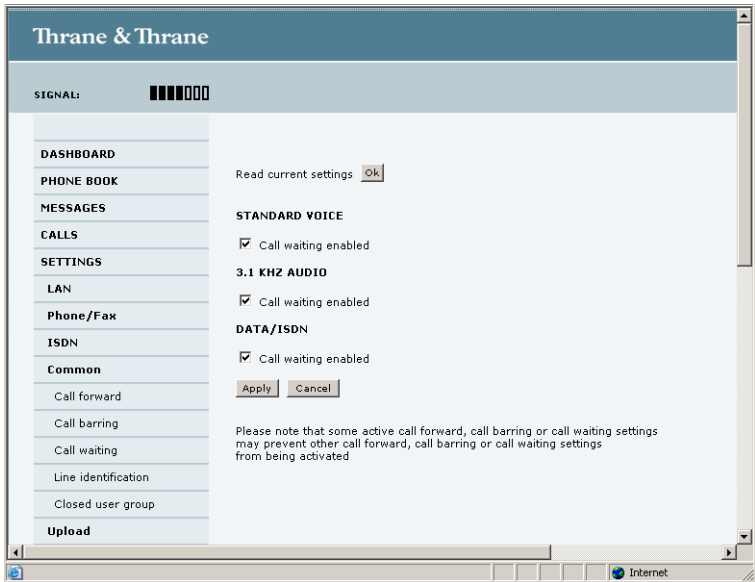 Thrane & Thrane
SIGNAL:
DASHBOARD
PHONE BOOK
MESSAGES
CALLS
SETTINGS
LAN
Phone/Fax
ISDN
Common
Call forward
Call barring
Call waiting
Line identification
Closed user group
Upload
Read current settings Ok
STANDARD VOICE
Call waiting enabled
3.1 KHZ AUDIO
Call waiting enabled
DATA/ISDN
Call waiting enabled
Apply Cancel
Please note that some active call forward, call barring or call waiting settings
may prevent other call forward, call barring or call waiting settings
from being activated
Internet